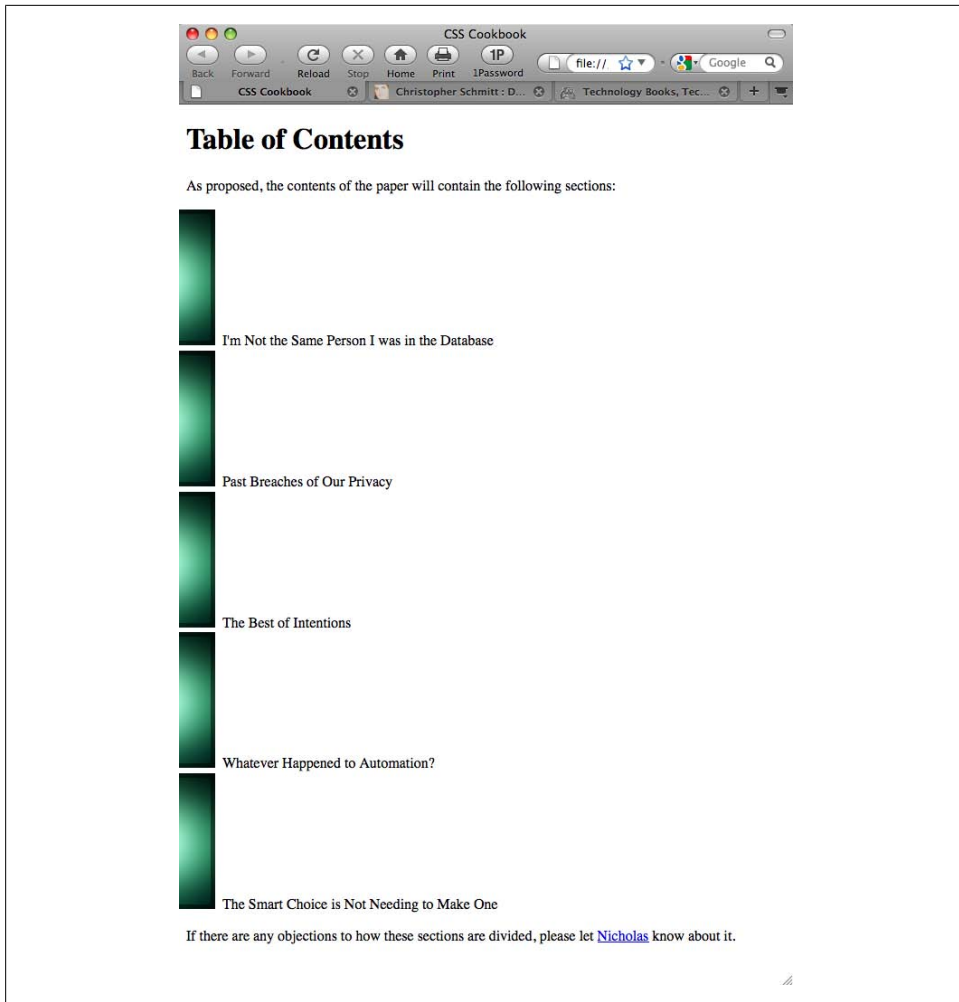 CSS Cookbook
1P
file://
Google
Back Forward Reload Stop Home Print 1Password
CSS Cookbook Christopher Schmitt : D... Technology Books, Tec... +
Table of Contents
As proposed, the contents of the paper will contain the following sections:
I'm Not the Same Person I was in the Database
Past Breaches of Our Privacy
The Best of Intentions
Whatever Happened to Automation?
The Smart Choice is Not Needing to Make One
If there are any objections to how these sections are divided, please let Nicholas know about it.